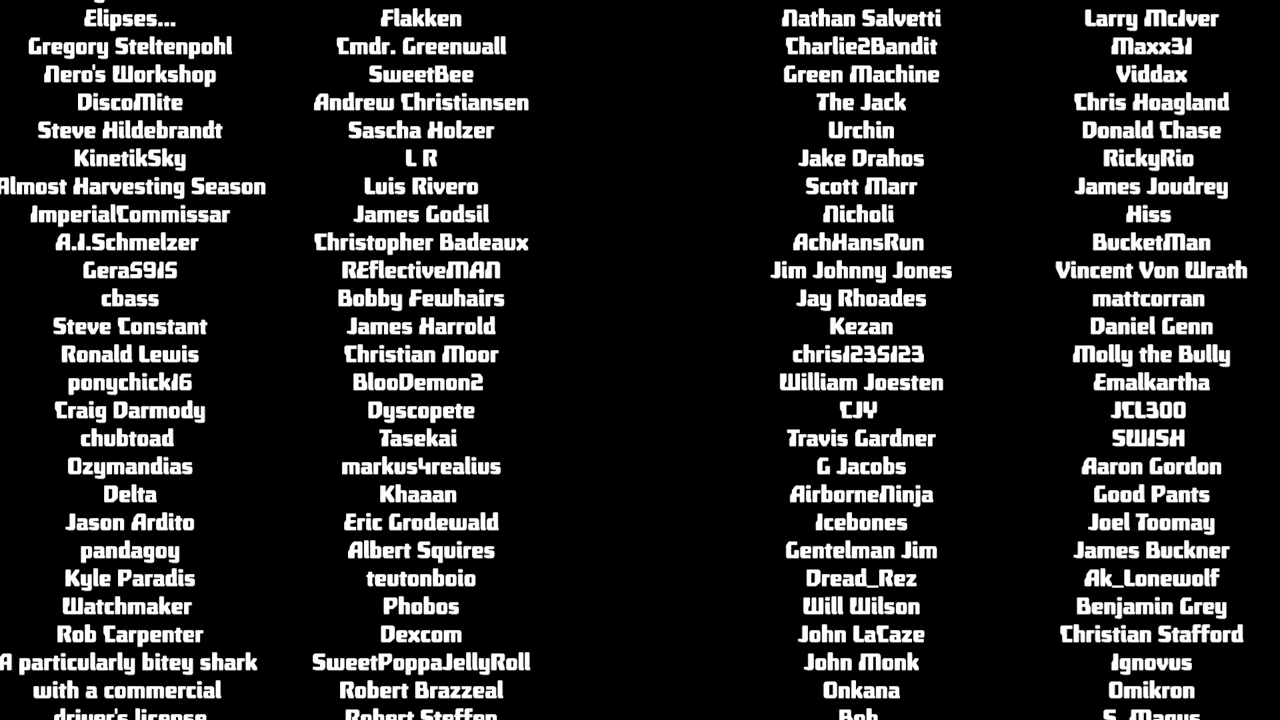 Elipses...
Gregory Steltenpohl
Nero's Workshop
DiscoMite
Steve Hildebrandt
KinetikSky
Almost Harvesting Season
ImperialCommissar
A.J.Schmelzer
Gera5915
cbass
Steve Constant
Ronald Lewis
ponychick16
Craig Darmody
chubtoad
Ozymandias
Delta
Jason Ardito
pandagoy
Kyle Paradis
Watchmaker
Rob Carpenter
A particularly bitey shark
with a commercial
driver's license
Flakken
Cmdr. Greenwall
SweetBee
Andrew Christiansen
Sascha Holzer
L R
Luis Rivero
James Godsil
Christopher Badeaux
REflectiveMAN
Bobby Fewhairs
James Harrold
Christian Moor
BlooDemon2
Dyscopete
Tasekai
markus4realius
Khaaan
Eric Grodewald
Albert Squires
teutonboio
Phobos
Dexcom
SweetPoppaJellyRoll
Robert Brazzeal
Robert Steffen
Nathan Salvetti
Charlie2Bandit
Green Machine
The Jack
Urchin
Jake Drahos
Scott Marr
Nicholi
AchHansRun
Jim Johnny Jones
Jay Rhoades
Kezan
chris1235123
William Joesten
CJY
Travis Gardner
G Jacobs
AirborneNinja
Icebones
Gentelman Jim
Dread_Rez
Will Wilson
John LaCaze
John Monk
Onkana
Bob
Larry McIver
Maxx31
Viddax
Chris Hoagland
Donald Chase
RickyRio
James Joudrey
Hiss
BucketMan
Vincent Von Wrath
mattcorran
Daniel Genn
Molly the Bully
Emalkartha
JCL300
SWISH
Aaron Gordon
Good Pants
Joel Toomay
James Buckner
Ak_Lonewolf
Benjamin Grey
Christian Stafford
Ignovus
Omikron
S. Magus